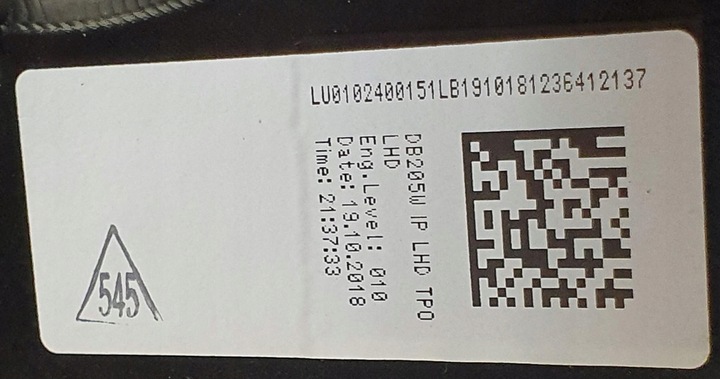 LU0102400151LB1910181236412137
DB205W IP LHD TPO
LHD
Eng.Level: 010
Date: 19.10.2018
Time: 21:37:33
545